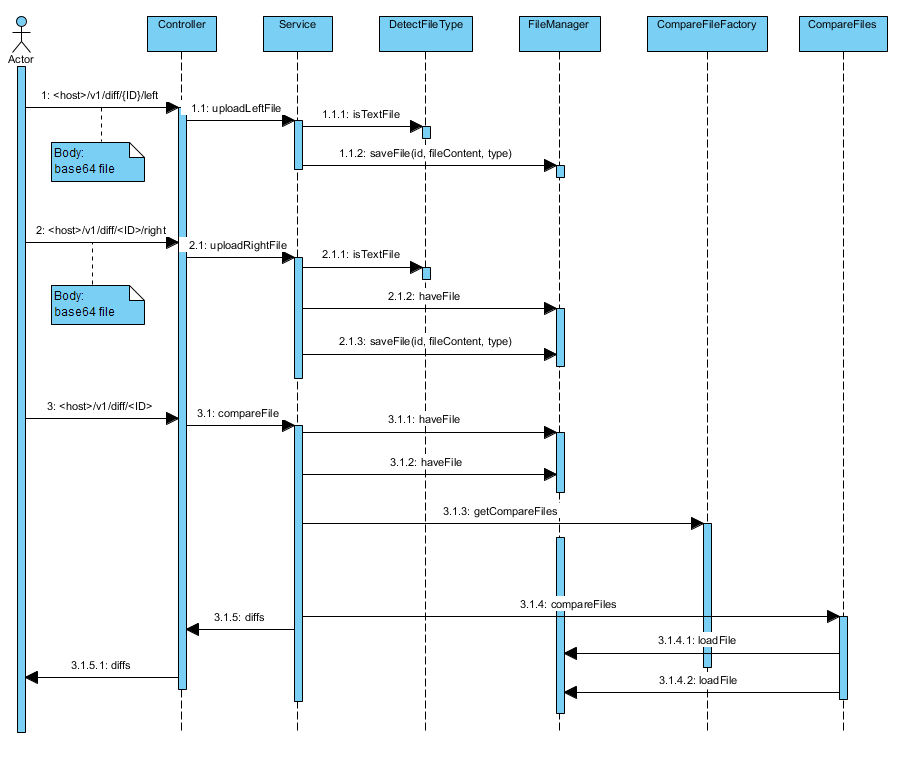 Controller
Service
DetectFileType
FileManager
CompareFileFactory
CompareFiles
Actor
1: <host>/v1/diff/{ID}/left
1.1: uploadLeftFile
1.1.1: isTextFile
Body:
base64 file
1.1.2: saveFile(id, fileContent, type)
2: <host>/v1/diff/<ID>/right
2.1: uploadRightFile
2.1.1: isTextFile
Body:
base64 file
2.1.2: haveFile
2.1.3: saveFile(id, fileContent, type)
3: <host>/v1/diff/<ID>
3.1: compareFile
3.1.1: haveFile
3.1.2: haveFile
3.1.3: getCompareFiles
3.1.4: compareFiles
3.1.5: diffs
3.1.4.1: loadFile
3.1.5.1: diffs
3.1.4.2: loadFile